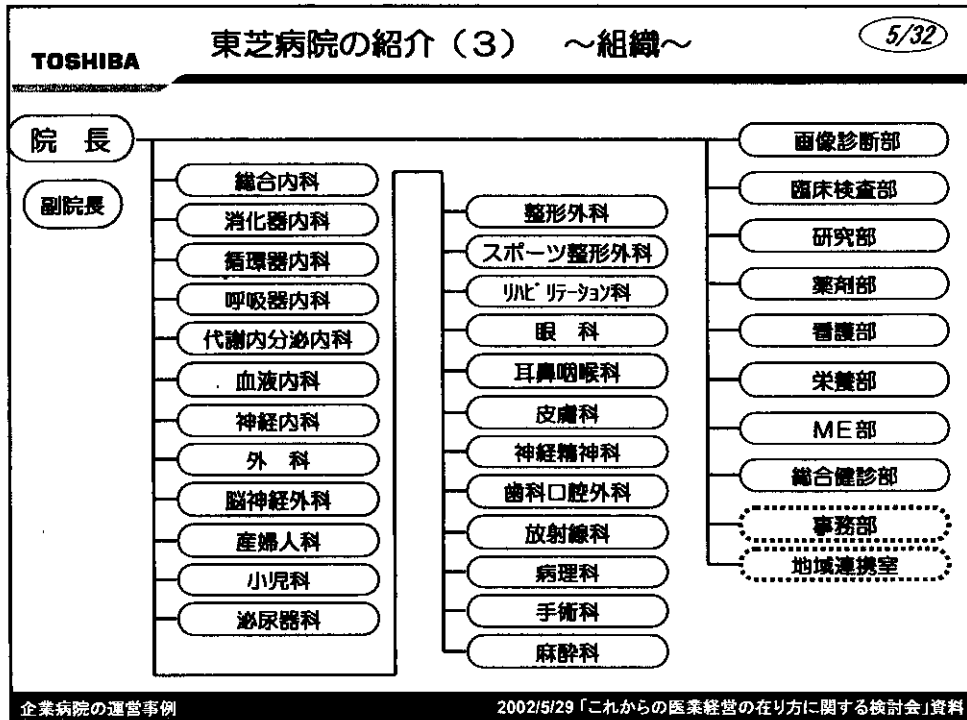 TOSHIBA
東芝病院の紹介（3）　～組織～
5/32
院　長
副院長
総合内科
消化器内科
循環器内科
呼吸器内科
代謝内分泌内科
血液内科
神経内科
外　科
脳神経外科
産婦人科
小児科
泌尿器科
整形外科
スポーツ整形外科
ﾘﾊﾋﾞﾘﾃｰｼｮﾝ科
眼　科
耳鼻咽喉科
皮膚科
神経精神科
歯科口腔外科
放射線科
病理科
手術科
麻酔科
画像診断部
臨床検査部
研究部
薬剤部
看護部
栄養部
ＭＥ部
総合健診部
事務部
地域連携室
企業病院の運営事例
2002/5/29「これからの医業経営の在り方に関する検討会」資料